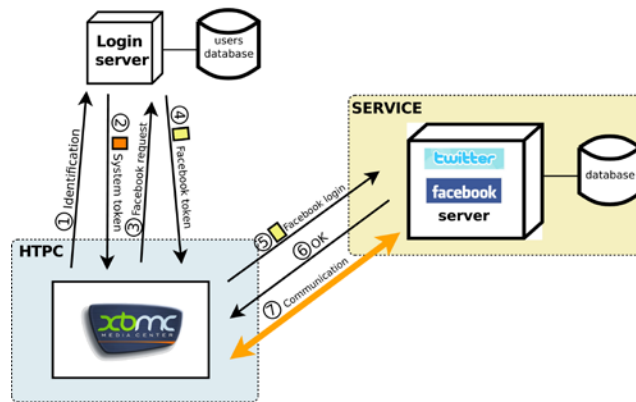 Login
server
users
database
① Identification
② System token
③ Facebook request
④ Facebook token
SERVICE
twitter
facebook
server
database
⑤ Facebook login
⑥ OK
⑦ Communication
HTPC
xbmc
MEDIA CENTER